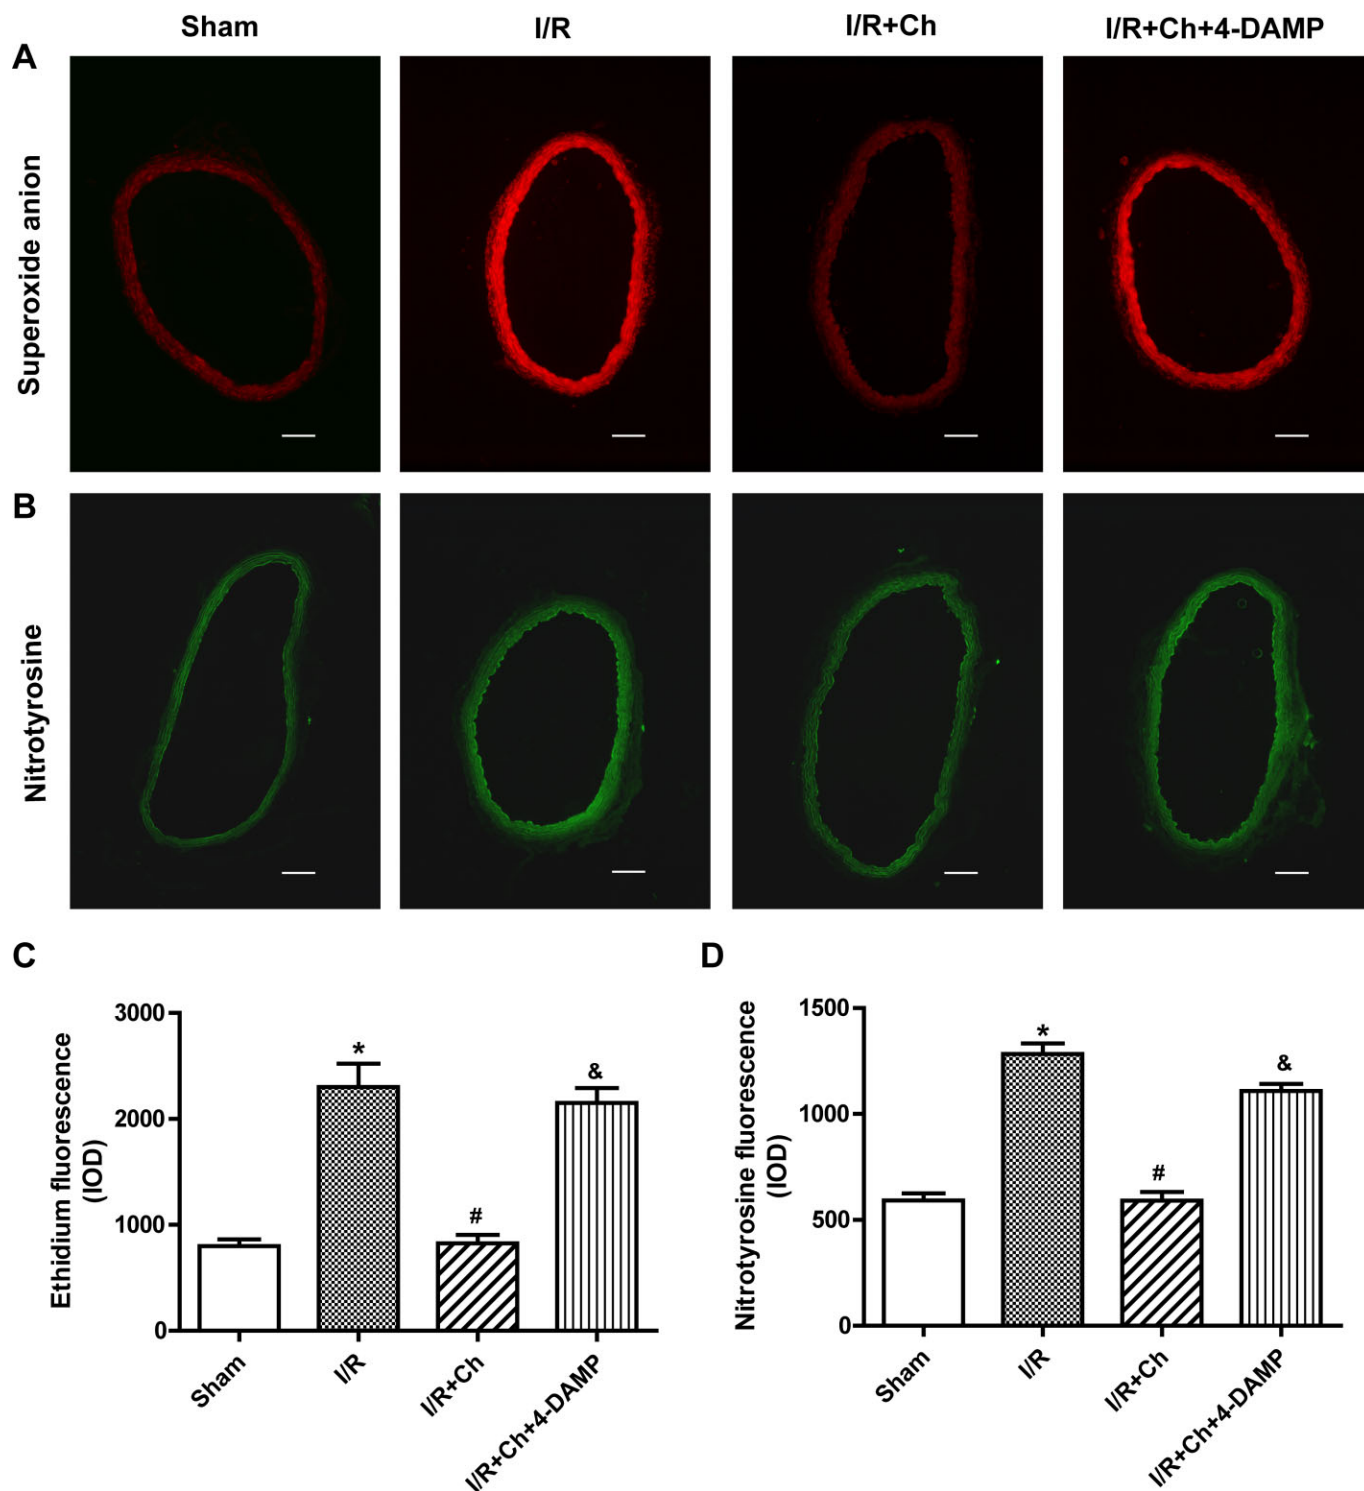 Sham
I/R
I/R+Ch
I/R+Ch+4-DAMP
A
Superoxide anion
B
Nitrotyrosine
C
Ethidium fluorescence
(IOD)
3000
2000
1000
0
*
#
&
Sham
I/R
I/R+Ch
I/R+Ch+4-DAMP
D
Nitrotyrosine fluorescence
(IOD)
1500
1000
500
0
*
#
&
Sham
I/R
I/R+Ch
I/R+Ch+4-DAMP